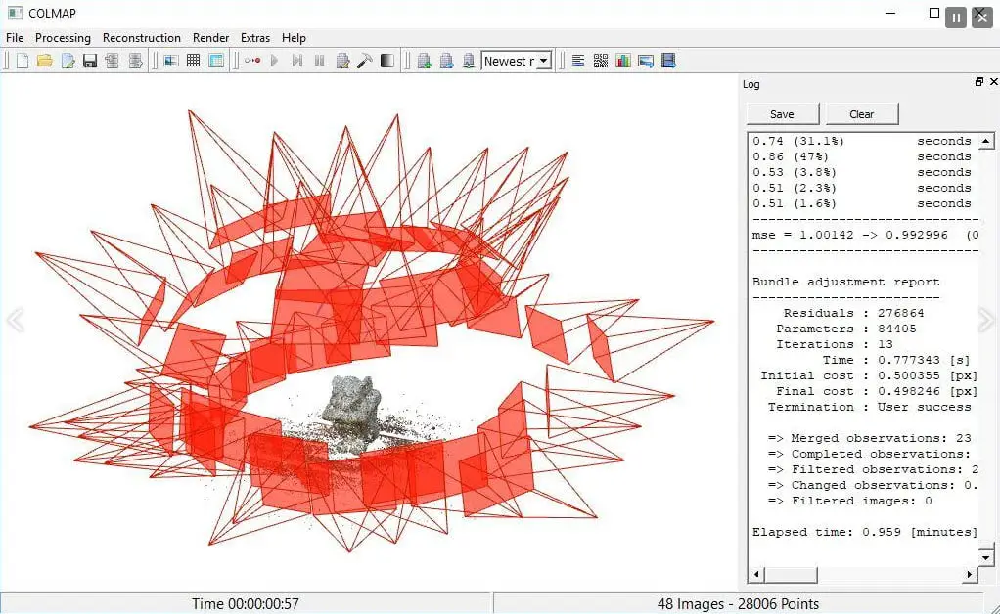 COLMAP
File Processing Reconstruction Render Extras Help
Newest r
Log
Save Clear
0.74 (31.1%) seconds
0.86 (47%) seconds
0.53 (3.8%) seconds
0.51 (2.3%) seconds
0.51 (1.6%) seconds
-----------------------------
mse = 1.00142 -> 0.992996 (0
-----------------------------
Bundle adjustment report
------------------------
Residuals : 276864
Parameters : 84405
Iterations : 13
Time : 0.777343 [s]
Initial cost : 0.500355 [px]
Final cost : 0.498246 [px]
Termination : User success
=> Merged observations: 23
=> Completed observations:
=> Filtered observations: 2
=> Changed observations: 0.
=> Filtered images: 0
Elapsed time: 0.959 [minutes]
Time 00:00:00:57
48 Images - 28006 Points